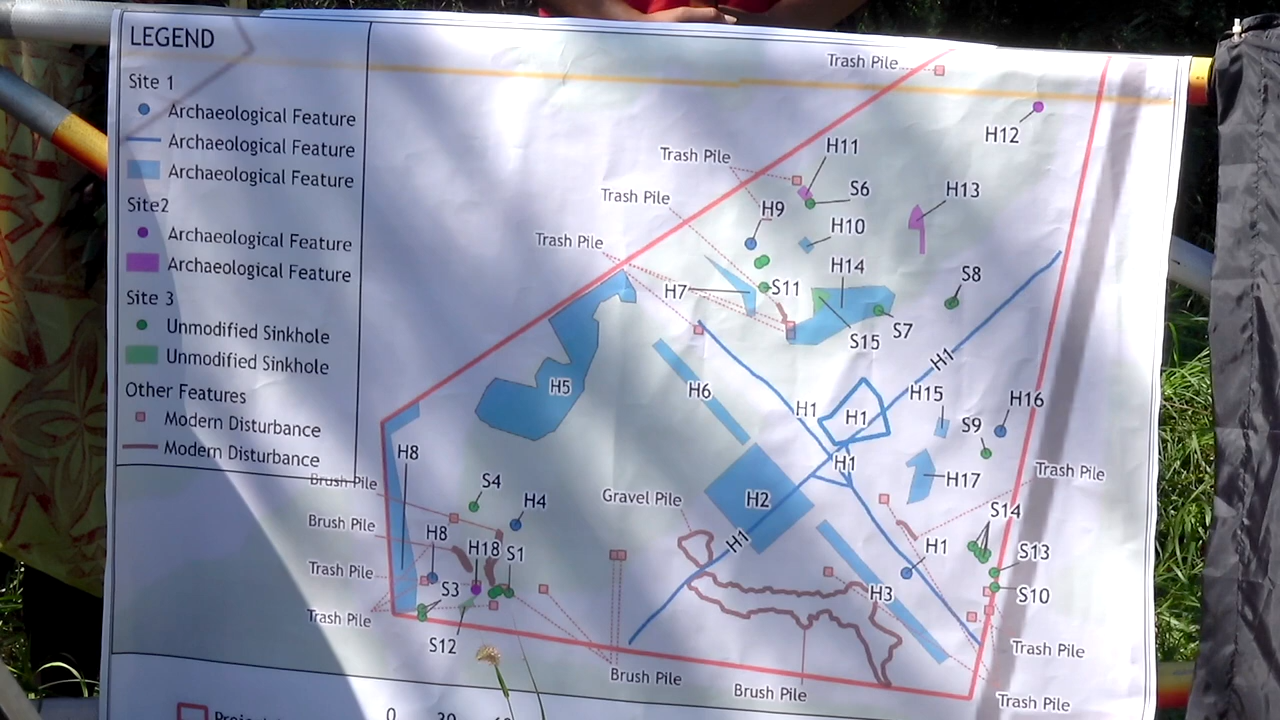 LEGEND
Site 1
Archaeological Feature
Archaeological Feature
Archaeological Feature
Site2
Archaeological Feature
Archaeological Feature
Site 3
Unmodified Sinkhole
Unmodified Sinkhole
Other Features
Modern Disturbance
Modern Disturbance
Trash Pile
H12
H11
Trash Pile
S6
H13
Trash Pile
H9
H10
Trash Pile
H14
S8
H7
S11
S15
S7
H1
H5
H6
H1
H1
H15
H16
S9
H8
H1
Trash Pile
Brush Pile
S4
H17
H2
Gravel Pile
H4
S14
Brush Pile
H8
H18
S1
H1
H1
S13
Trash Pile
S3
H3
S10
Trash Pile
S12
Trash Pile
Brush Pile
Brush Pile
Trash Pile
0